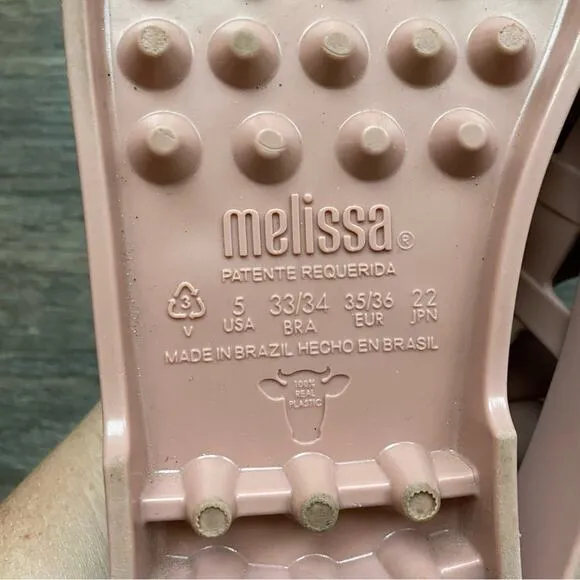 melissa®
PATENTE REQUERIDA
3 5 33/34 35/36 22
V USA BRA EUR JPN
MADE IN BRAZIL HECHO EN BRASIL
100%
REAL
PLASTIC